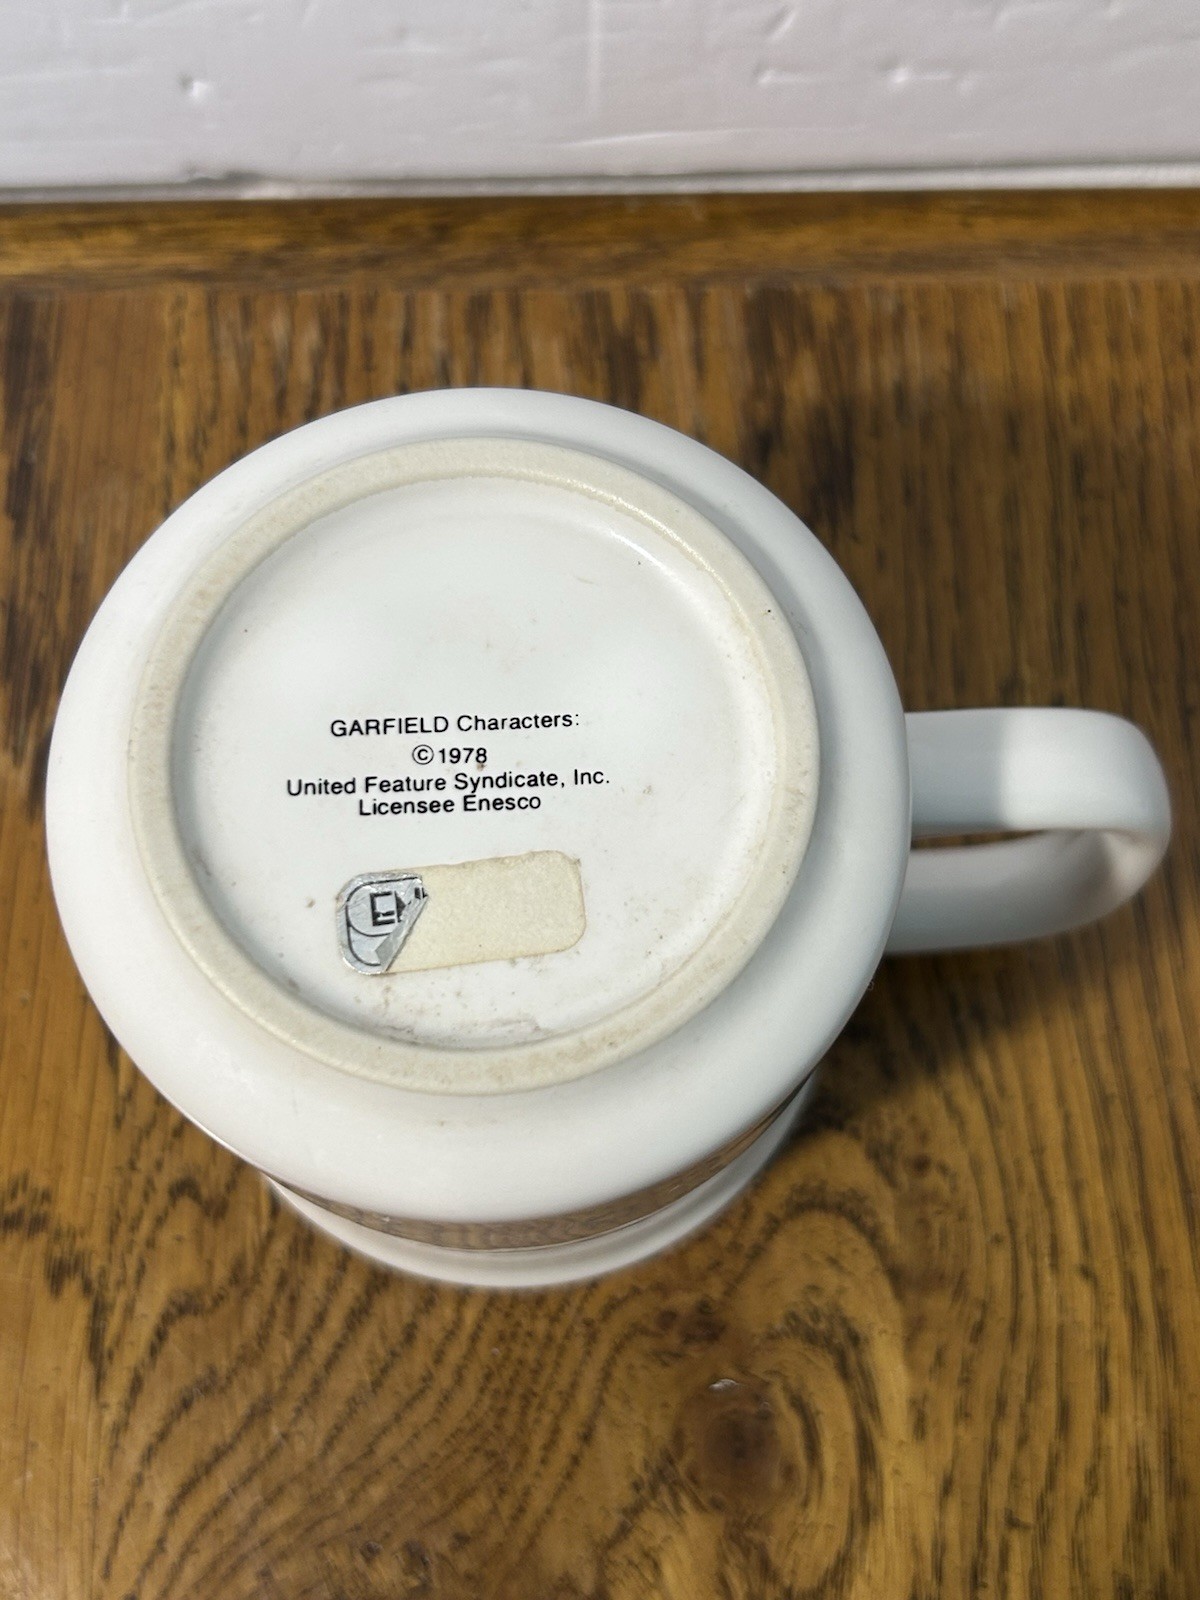 GARFIELD Characters:
©1978
United Feature Syndicate, Inc.
Licensee Enesco